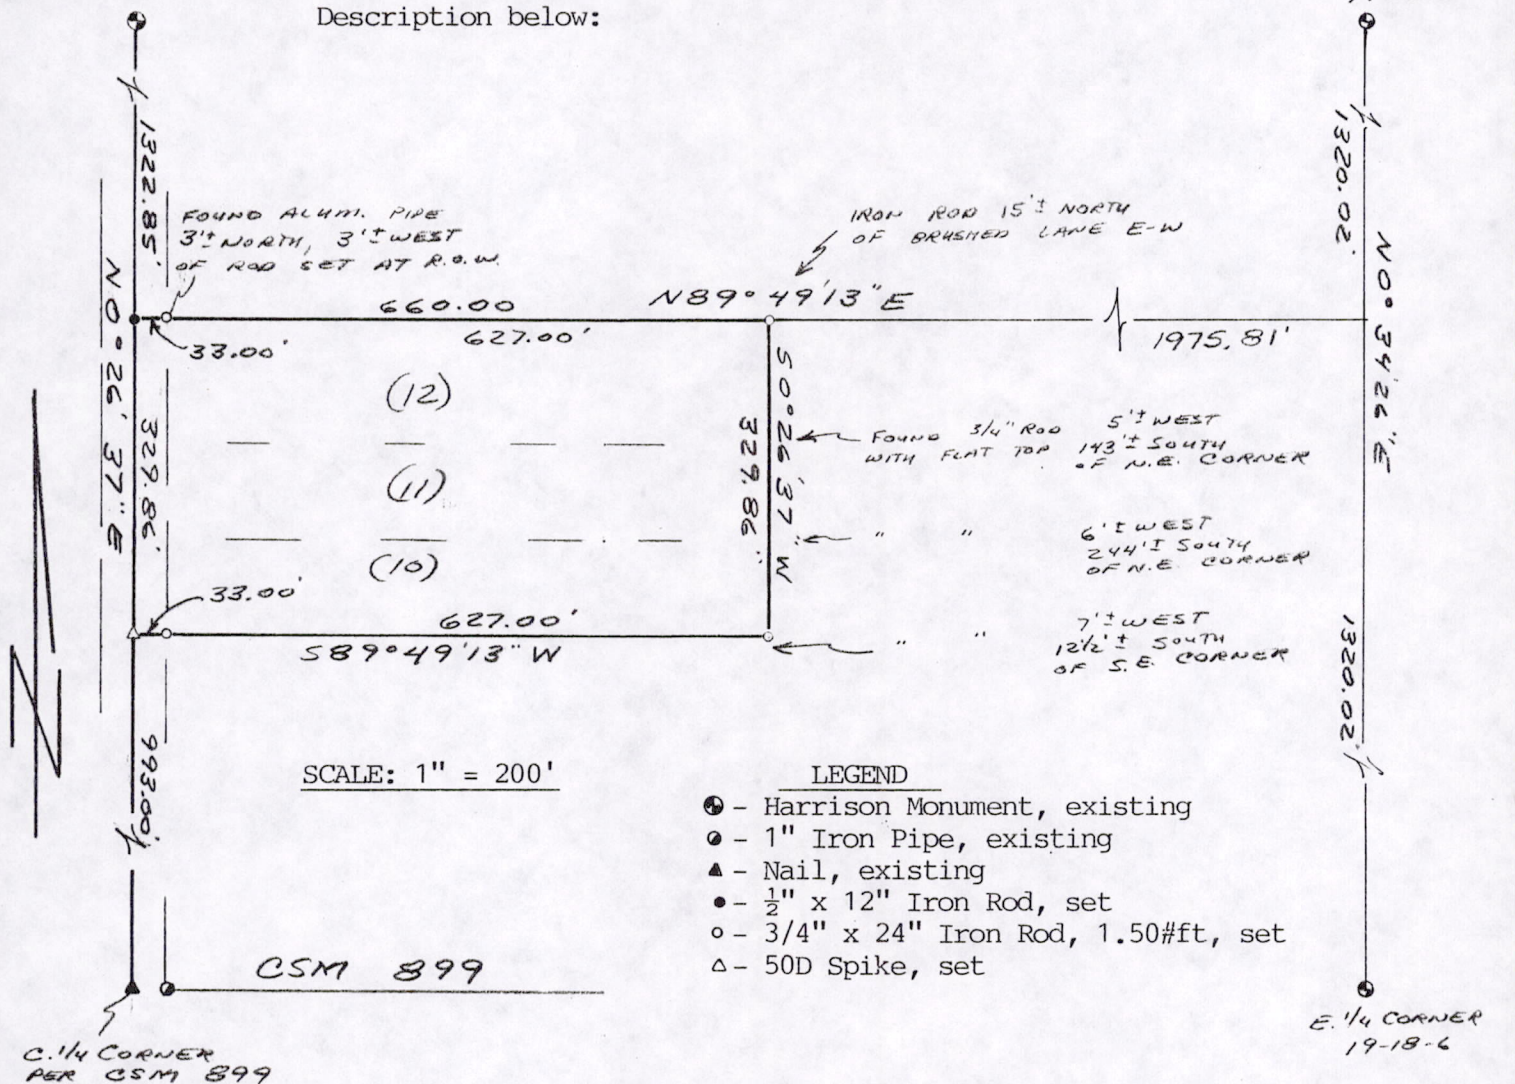 Description below:
1322.85'
1320.02'
FOUND ALUM. PIPE
3'± NORTH, 3'± WEST
OF ROD SET AT R.O.W.
IRON ROD 15'± NORTH
OF BRUSHED LANE E-W
N0°26'37"E
N0°34'26"E
660.00
N89°49'13"E
627.00'
33.00'
1975.81'
(12)
329.86'
S0°26'37"W
329.86'
FOUND 3/4" ROD 5'± WEST
WITH FLAT TOP 143'± SOUTH
OF N.E. CORNER
(11)
" " 6'± WEST
244'± SOUTH
OF N.E. CORNER
(10)
33.00'
627.00'
S89°49'13"W
" " 7'± WEST
12½'± SOUTH
OF S.E. CORNER
1320.02'
N
993.00'
SCALE: 1" = 200'
LEGEND
- Harrison Monument, existing
- 1" Iron Pipe, existing
- Nail, existing
- ½" x 12" Iron Rod, set
- 3/4" x 24" Iron Rod, 1.50#ft, set
- 50D Spike, set
CSM 899
C. 1/4 CORNER
PER CSM 899
E. 1/4 CORNER
19-18-6